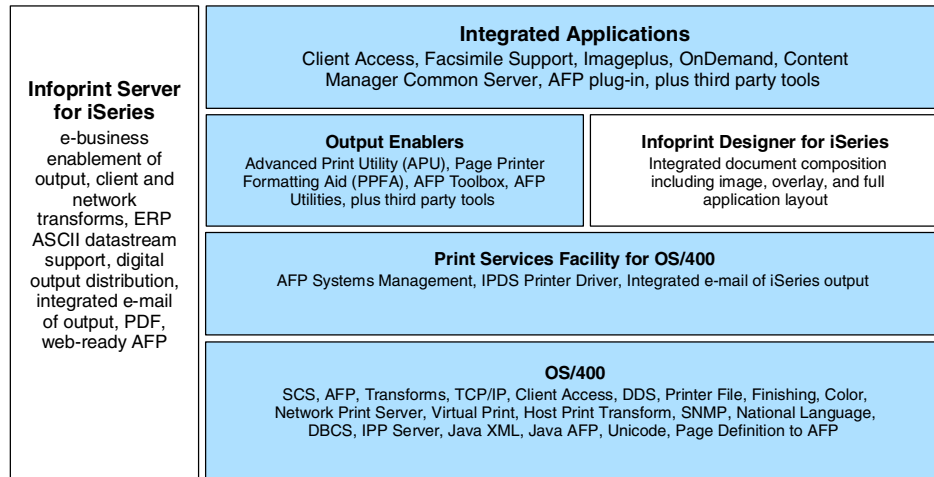 Infoprint Server
for iSeries
e-business
enablement of
output, client and
network
transforms, ERP
ASCII datastream
support, digital
output distribution,
integrated e-mail
of output, PDF,
web-ready AFP
Integrated Applications
Client Access, Facsimile Support, Imageplus, OnDemand, Content
Manager Common Server, AFP plug-in, plus third party tools
Output Enablers
Advanced Print Utility (APU), Page Printer
Formatting Aid (PPFA), AFP Toolbox, AFP
Utilities, plus third party tools
Infoprint Designer for iSeries
Integrated document composition
including image, overlay, and full
application layout
Print Services Facility for OS/400
AFP Systems Management, IPDS Printer Driver, Integrated e-mail of iSeries output
OS/400
SCS, AFP, Transforms, TCP/IP, Client Access, DDS, Printer File, Finishing, Color,
Network Print Server, Virtual Print, Host Print Transform, SNMP, National Language,
DBCS, IPP Server, Java XML, Java AFP, Unicode, Page Definition to AFP